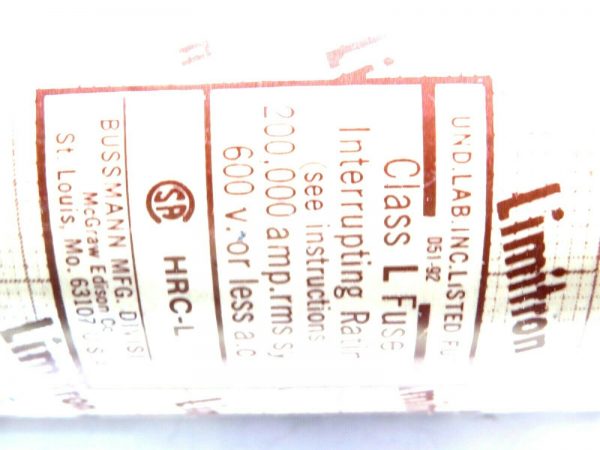 Limitron
UND. LAB. INC. LISTED
D51-92
Class L Fuse
Interrupting
(see instructions
200,000 amp. rms
600 v. or less a.c
SA
HRC-L
BUSSMANN MFG.
McGraw Edison Co.
St. Louis, Mo. 63107
Lim